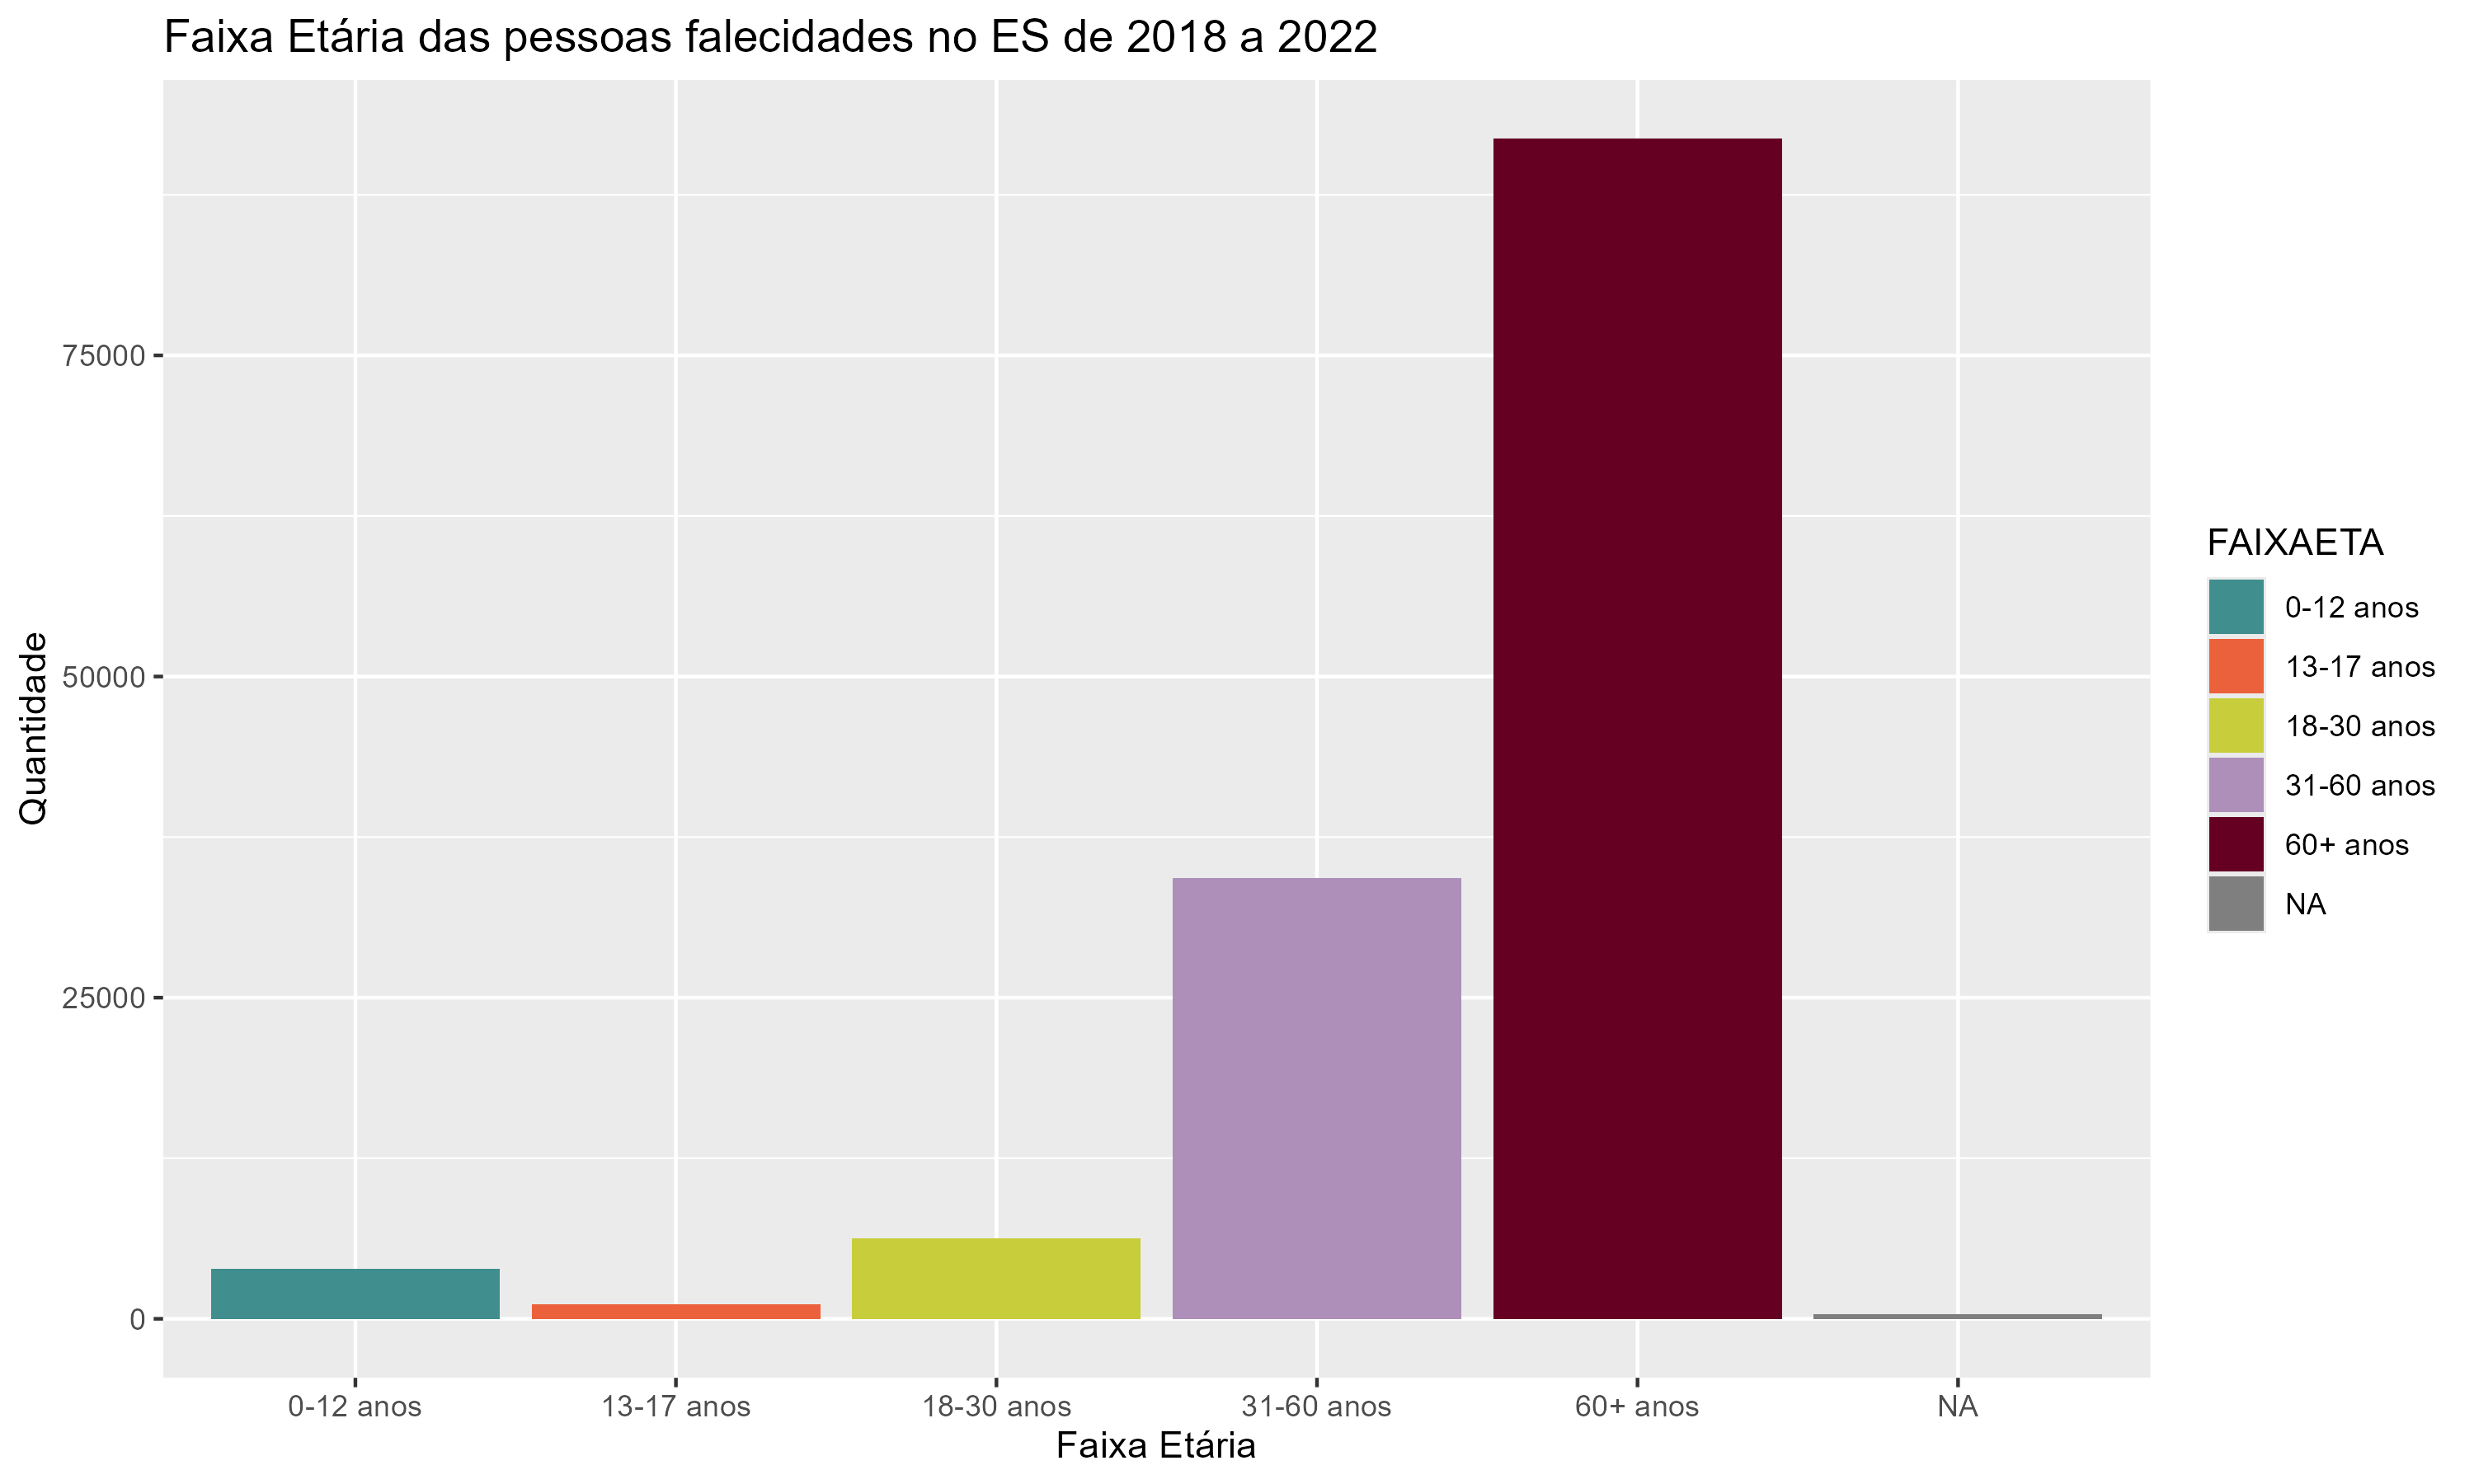 Faixa Etária das pessoas falecidades no ES de 2018 a 2022
75000
50000
25000
0
Quantidade
0-12 anos
13-17 anos
18-30 anos
31-60 anos
60+ anos
NA
Faixa Etária
FAIXAETA
0-12 anos
13-17 anos
18-30 anos
31-60 anos
60+ anos
NA